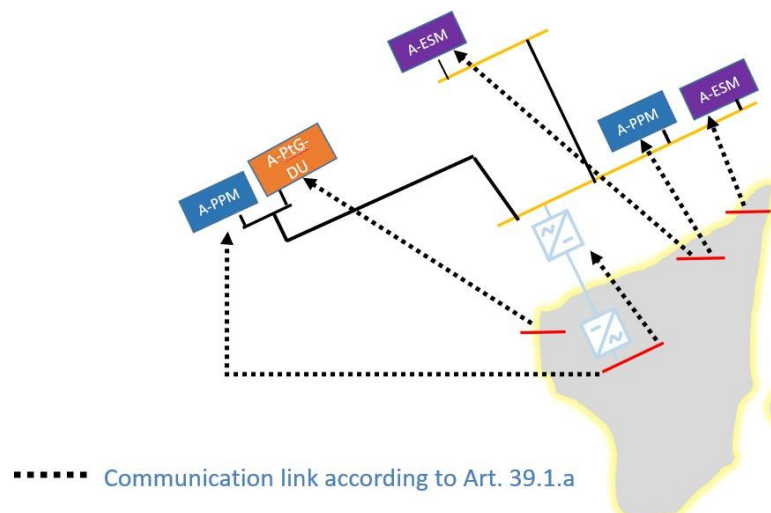 A-ESM
A-ESM
A-PPM
A-PtG-
DU
A-PPM
Communication link according to Art. 39.1.a